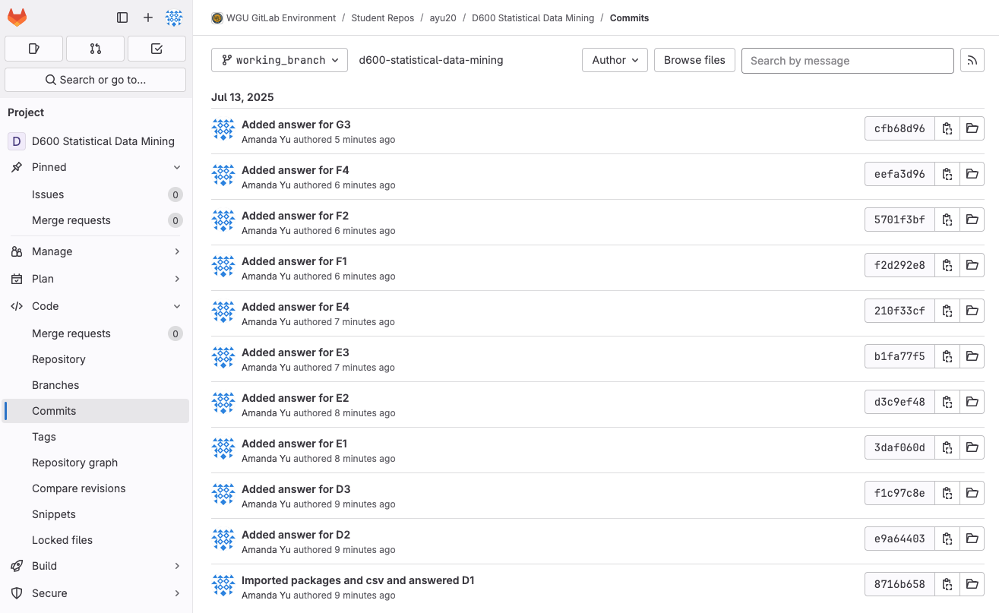 WGU GitLab Environment / Student Repos / ayu20 / D600 Statistical Data Mining / Commits
Search or go to...
Project
D D600 Statistical Data Mining
Pinned
Issues 0
Merge requests 0
Manage
Plan
Code
Merge requests 0
Repository
Branches
Commits
Tags
Repository graph
Compare revisions
Snippets
Locked files
Build
Secure
working_branch d600-statistical-data-mining Author Browse files Search by message
Jul 13, 2025
Added answer for G3
Amanda Yu authored 5 minutes ago
cfb68d96
Added answer for F4
Amanda Yu authored 6 minutes ago
eefa3d96
Added answer for F2
Amanda Yu authored 6 minutes ago
5701f3bf
Added answer for F1
Amanda Yu authored 6 minutes ago
f2d292e8
Added answer for E4
Amanda Yu authored 7 minutes ago
210f33cf
Added answer for E3
Amanda Yu authored 7 minutes ago
b1fa77f5
Added answer for E2
Amanda Yu authored 8 minutes ago
d3c9ef48
Added answer for E1
Amanda Yu authored 8 minutes ago
3daf060d
Added answer for D3
Amanda Yu authored 9 minutes ago
f1c97c8e
Added answer for D2
Amanda Yu authored 9 minutes ago
e9a64403
Imported packages and csv and answered D1
Amanda Yu authored 9 minutes ago
8716b658